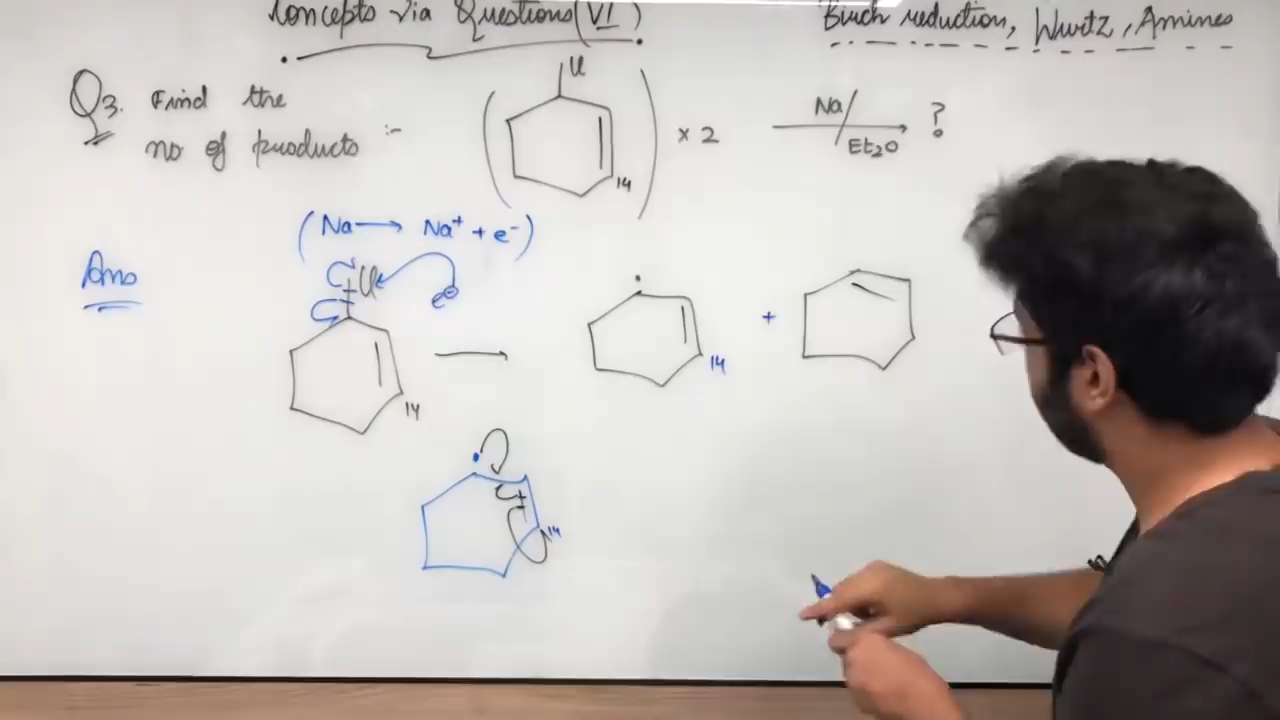 Concepts via Questions(VI)
Birch reduction, Wurtz, Amines
Q3. Find the
no of products :-
Cl
14
× 2
Na/
Et2O
?
(Na → Na+ + e-)
Ans
Cl
e⊖
14
14
+
14